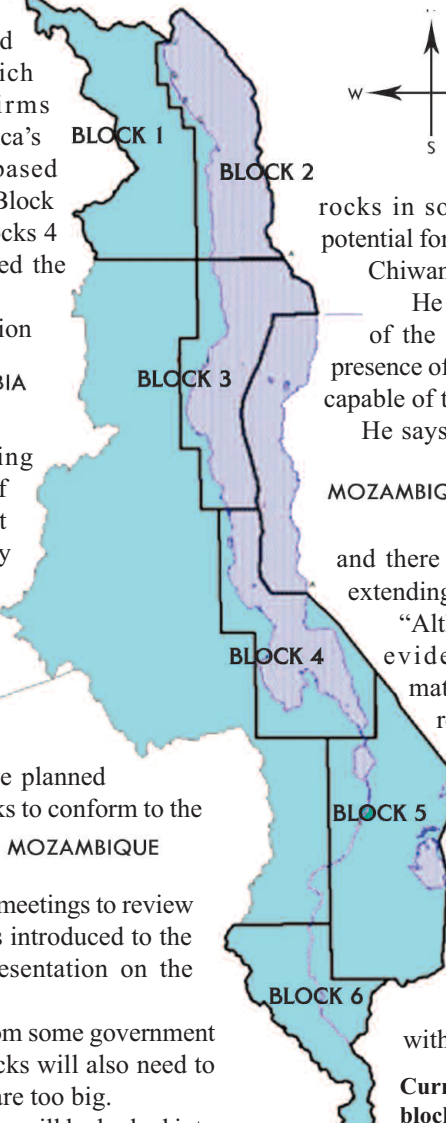 d
ich
irms
ca's
based
Block
ocks 4
ed the
ion
BIA
ing
f
t
y
e planned
ks to conform to the
MOZAMBIQUE
meetings to review
s introduced to the
esentation on the
om some government
cks will also need to
are too big.
BLOCK 1
BLOCK 2
BLOCK 3
BLOCK 4
BLOCK 5
BLOCK 6
W
S
rocks in so
potential for
Chiwan
He
of the
presence of
capable of t
He says
MOZAMBIQ
and there
extending
“Alt
evide
mat
r
with
Curr
block